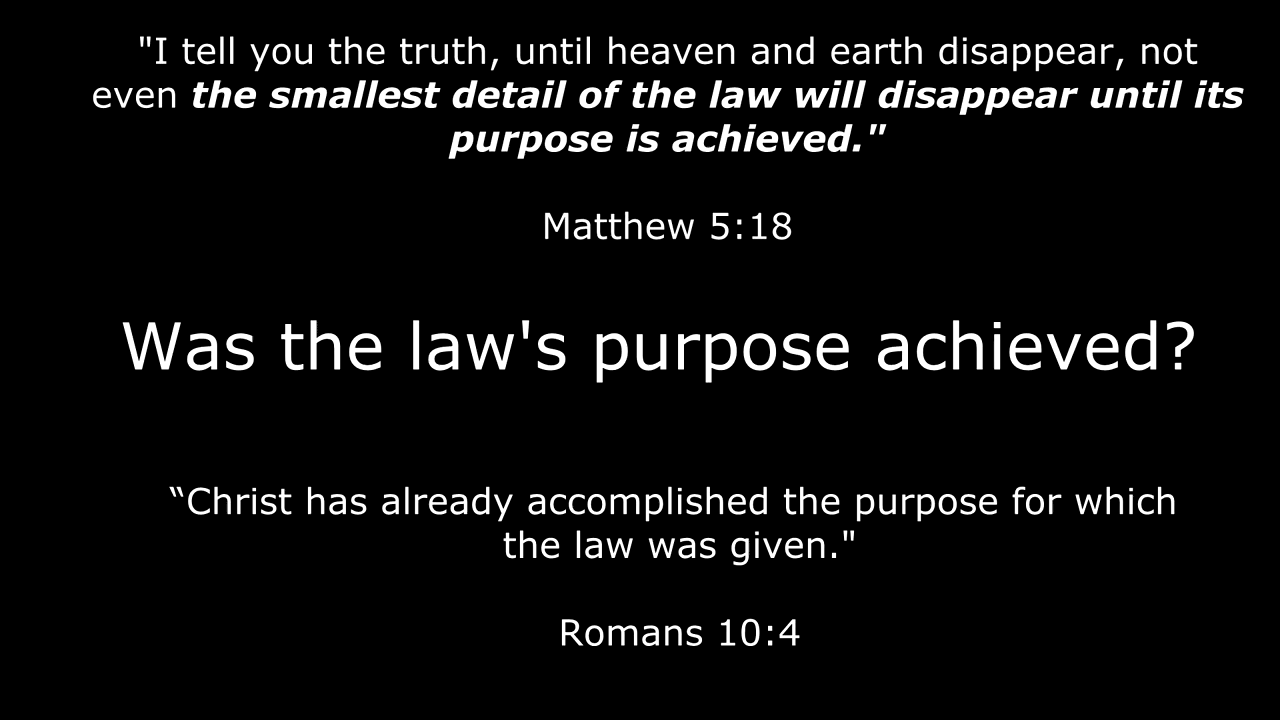 "I tell you the truth, until heaven and earth disappear, not
even the smallest detail of the law will disappear until its
purpose is achieved."
Matthew 5:18
Was the law's purpose achieved?
“Christ has already accomplished the purpose for which
the law was given."
Romans 10:4